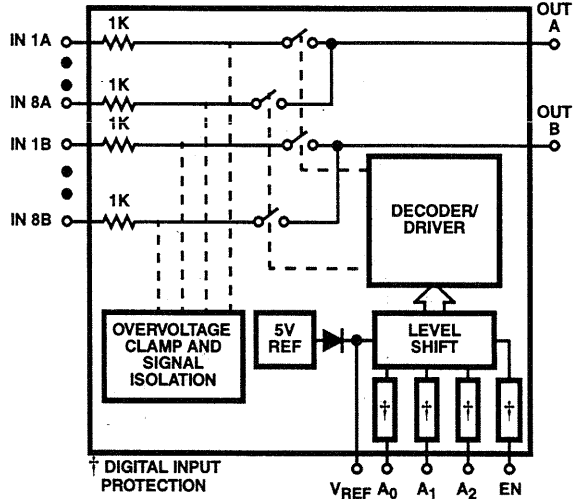 OUT
A
IN 1A
1K
1K
IN 8A
1K
OUT
B
IN 1B
1K
IN 8B
DECODER/
DRIVER
OVERVOLTAGE
CLAMP AND
SIGNAL
ISOLATION
5V
REF
LEVEL
SHIFT
† † † †
† DIGITAL INPUT
PROTECTION
VREF A0 A1 A2 EN